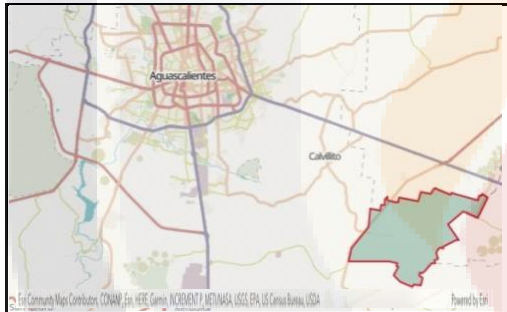 Aguascalientes
Calvillito
Esri Community Maps Contributors, CONANP, Esri, HERE, Garmin, INCREMENT P, METI/NASA, USGS, EPA, US Census Bureau, USDA
Powered by Esri